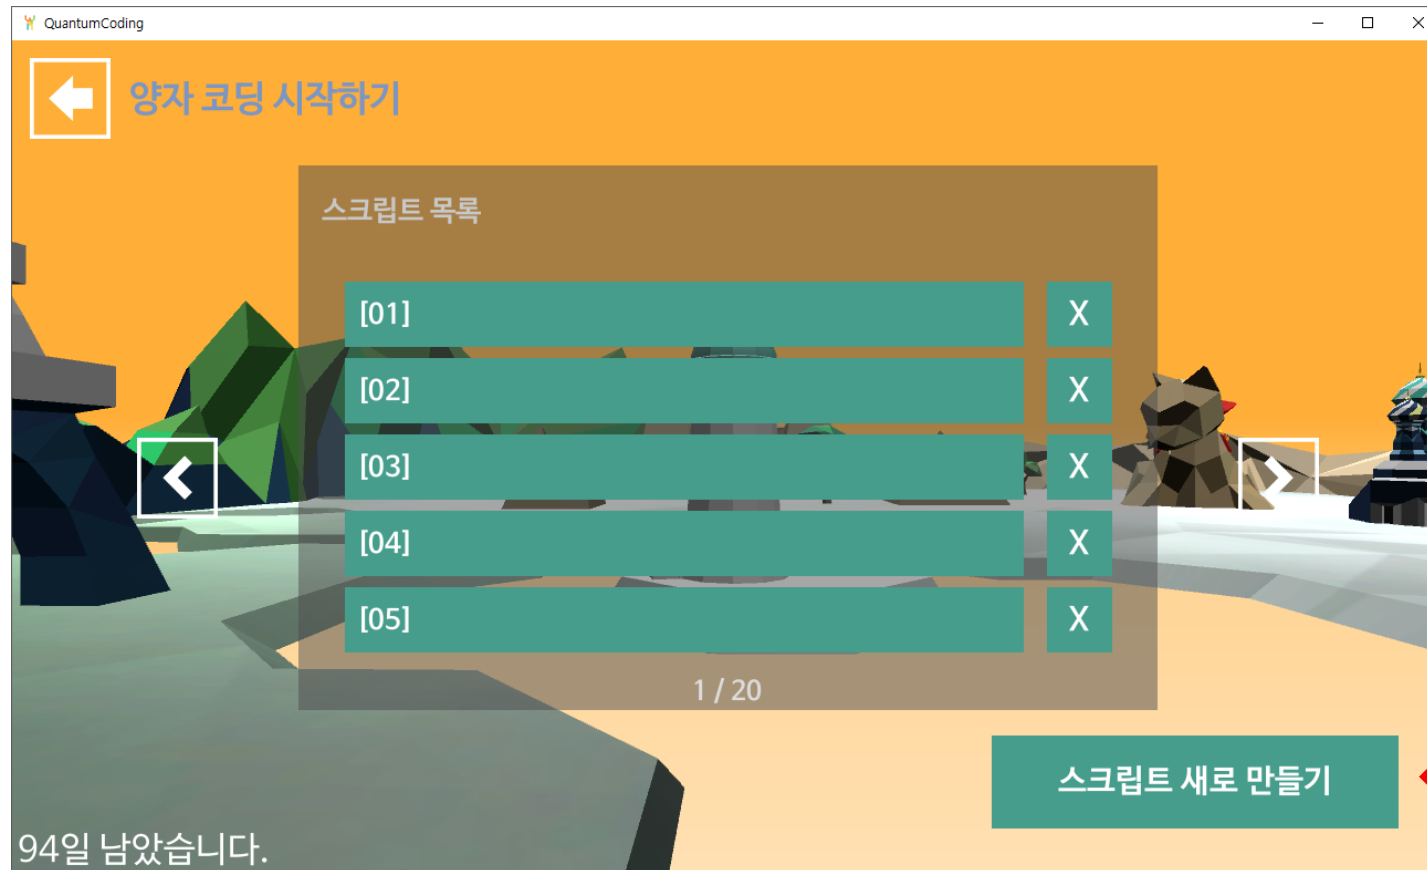 QuantumCoding
양자 코딩 시작하기
스크립트 목록
[01] X
[02] X
[03] X
[04] X
[05] X
1 / 20
스크립트 새로 만들기
94일 남았습니다.